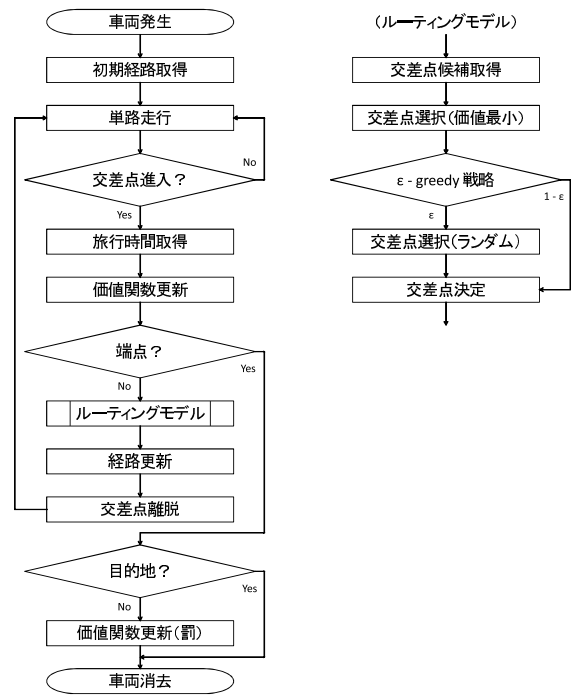 車両発生
初期経路取得
単路走行
No
交差点進入？
Yes
旅行時間取得
価値関数更新
端点？
Yes
No
ルーティングモデル
経路更新
交差点離脱
目的地？
Yes
No
価値関数更新（罰）
車両消去
（ルーティングモデル）
交差点候補取得
交差点選択（価値最小）
ε - greedy 戦略
1 - ε
ε
交差点選択（ランダム）
交差点決定